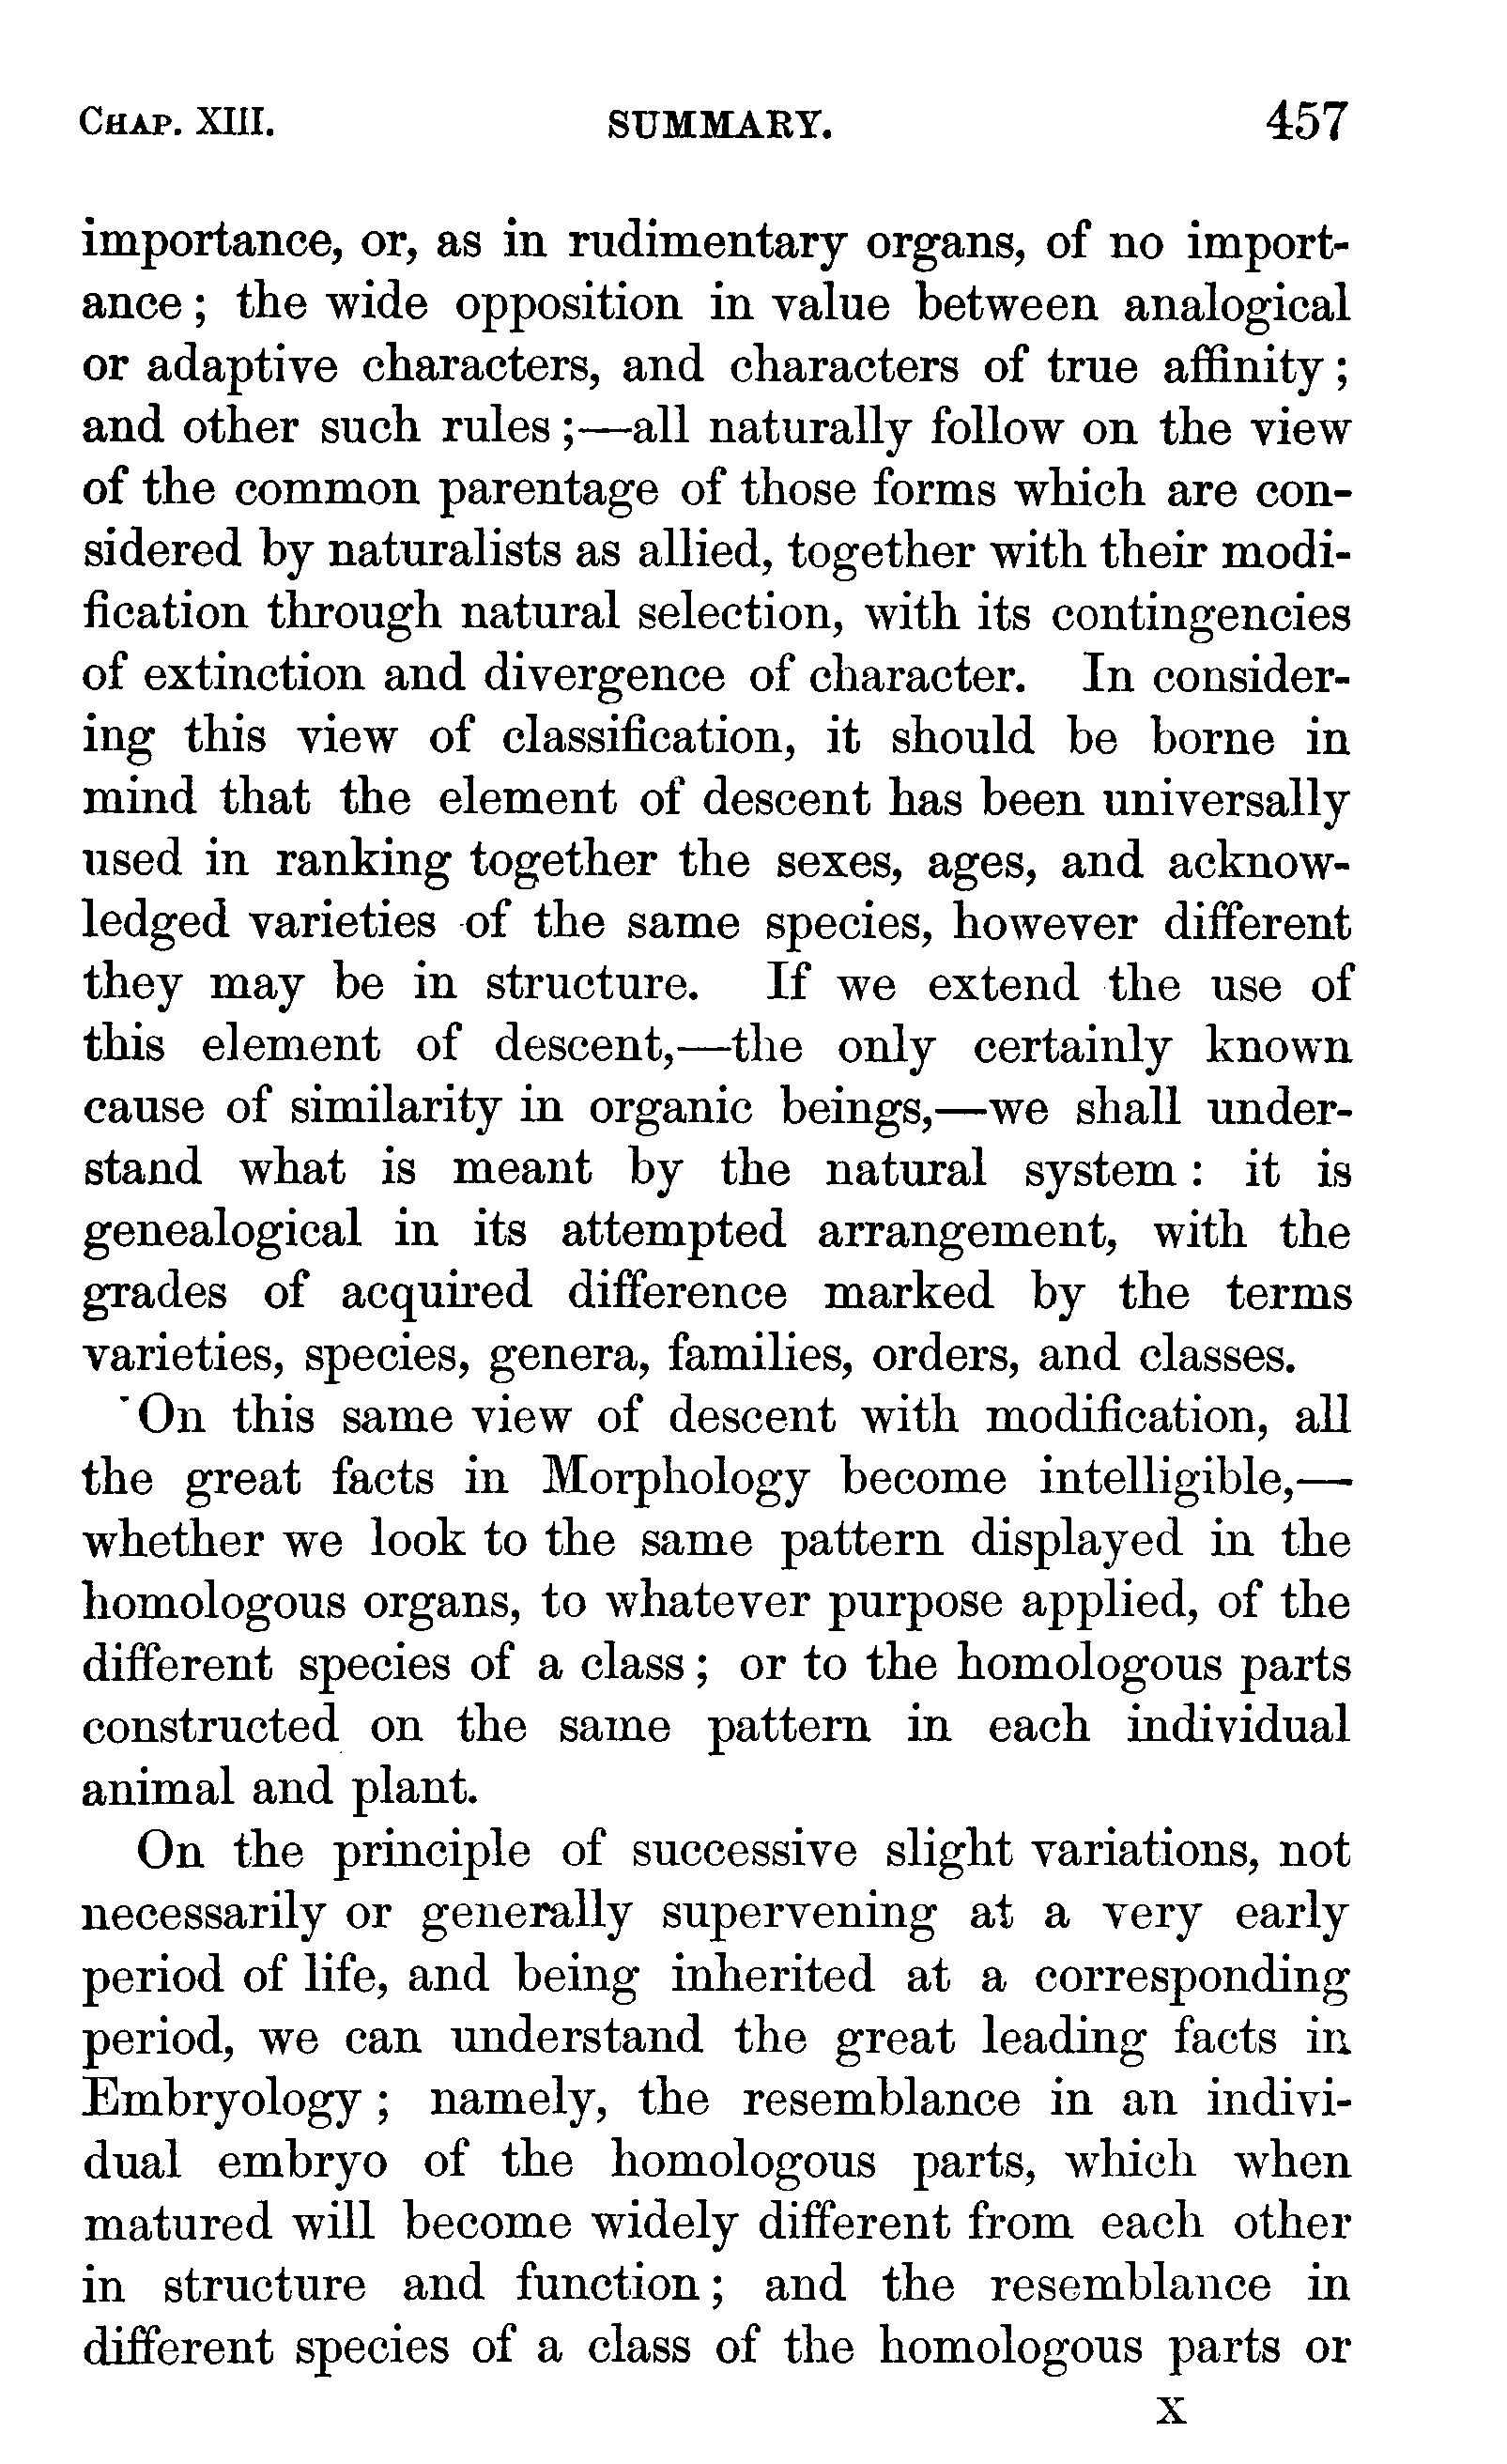 CHAP. XIII. SUMMARY. 457
importance, or, as in rudimentary organs, of no import-
ance; the wide opposition in value between analogical
or adaptive characters, and characters of true affinity;
and other such rules;—all naturally follow on the view
of the common parentage of those forms which are con-
sidered by naturalists as allied, together with their modi-
fication through natural selection, with its contingencies
of extinction and divergence of character. In consider-
ing this view of classification, it should be borne in
mind that the element of descent has been universally
used in ranking together the sexes, ages, and acknow-
ledged varieties of the same species, however different
they may be in structure. If we extend the use of
this element of descent,—the only certainly known
cause of similarity in organic beings,—we shall under-
stand what is meant by the natural system: it is
genealogical in its attempted arrangement, with the
grades of acquired difference marked by the terms
varieties, species, genera, families, orders, and classes.
On this same view of descent with modification, all
the great facts in Morphology become intelligible,—
whether we look to the same pattern displayed in the
homologous organs, to whatever purpose applied, of the
different species of a class; or to the homologous parts
constructed on the same pattern in each individual
animal and plant.
On the principle of successive slight variations, not
necessarily or generally supervening at a very early
period of life, and being inherited at a corresponding
period, we can understand the great leading facts in
Embryology; namely, the resemblance in an indivi-
dual embryo of the homologous parts, which when
matured will become widely different from each other
in structure and function; and the resemblance in
different species of a class of the homologous parts or
X